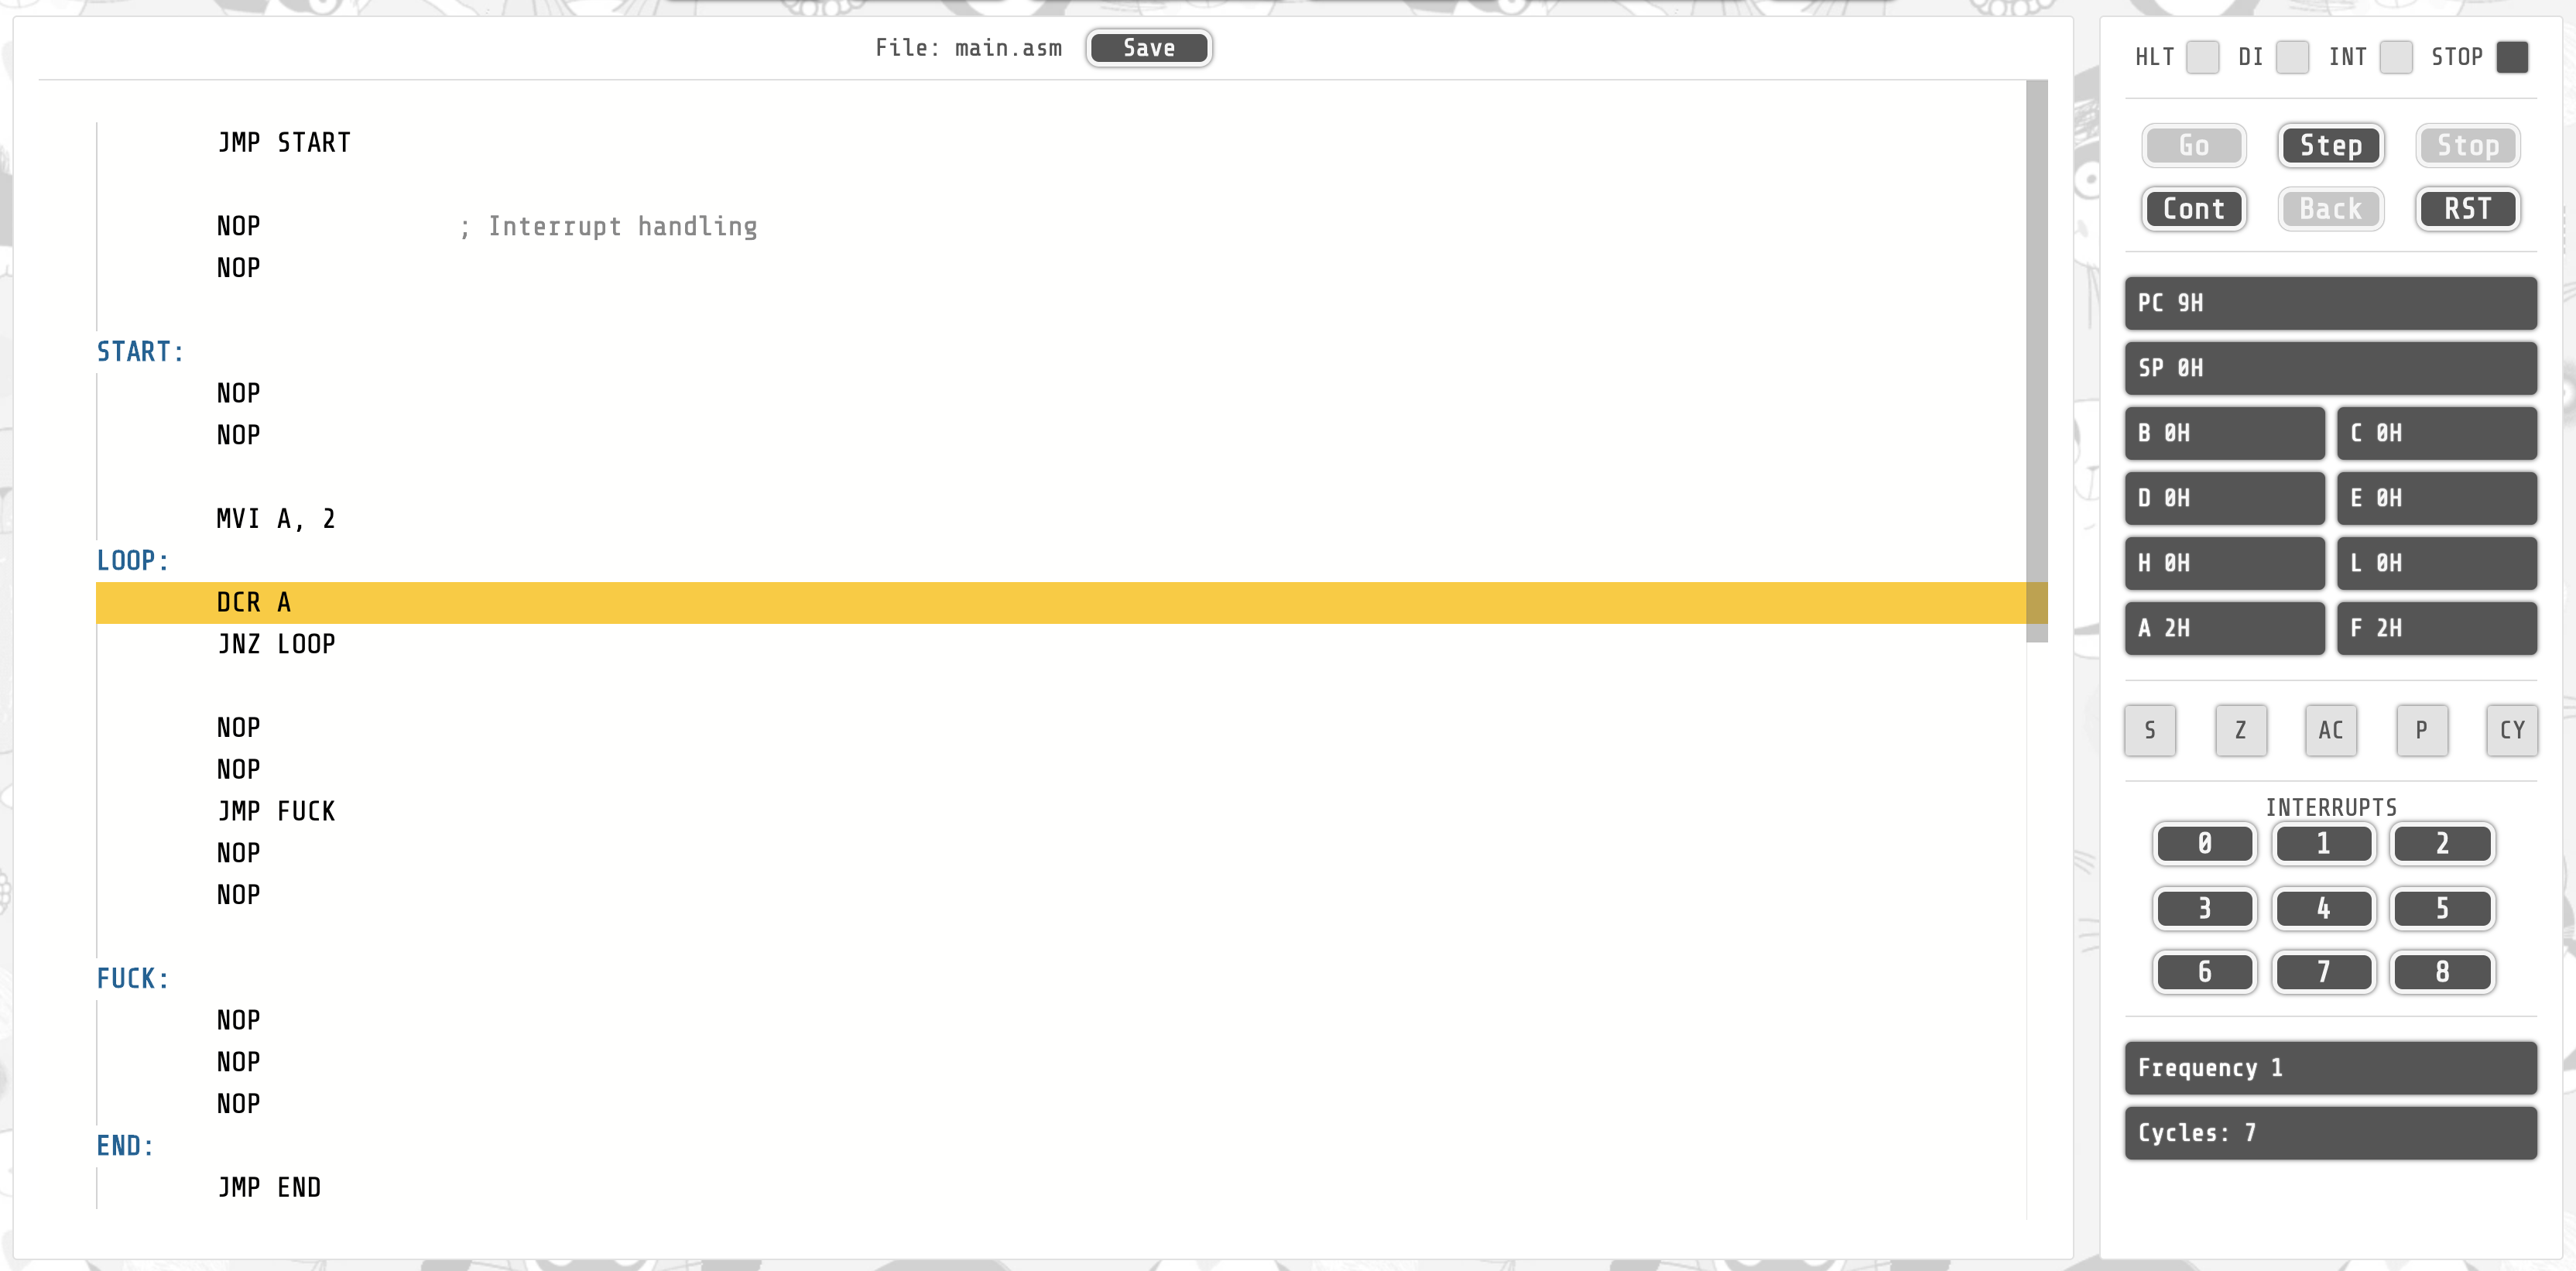 File: main.asm Save
JMP START
NOP ; Interrupt handling
NOP
START:
NOP
NOP
MVI A, 2
LOOP:
DCR A
JNZ LOOP
NOP
NOP
JMP FUCK
NOP
NOP
FUCK:
NOP
NOP
NOP
END:
JMP END
HLT DI INT STOP
Go Step Stop
Cont Back RST
PC 9H
SP 0H
B 0H C 0H
D 0H E 0H
H 0H L 0H
A 2H F 2H
S Z AC P CY
INTERRUPTS
0 1 2
3 4 5
6 7 8
Frequency 1
Cycles: 7